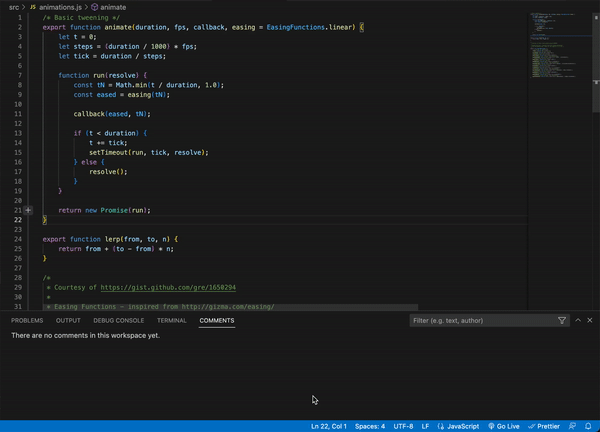 src > JS animations.js > animate
1 /* Basic tweening */
2 export function animate(duration, fps, callback, easing = EasingFunctions.linear) {
3 let t = 0;
4 let steps = (duration / 1000) * fps;
5 let tick = duration / steps;
6
7 function run(resolve) {
8 const tN = Math.min(t / duration, 1.0);
9 const eased = easing(tN);
10
11 callback(eased, tN);
12
13 if (t < duration) {
14 t += tick;
15 setTimeout(run, tick, resolve);
16 } else {
17 resolve();
18 }
19 }
20
21 return new Promise(run);
22 }
23
24 export function lerp(from, to, n) {
25 return from + (to - from) * n;
26 }
27
28 /*
29 * Courtesy of https://gist.github.com/gre/1650294
30 *
31 * Easing Functions - inspired from http://gizma.com/easing/
PROBLEMS OUTPUT DEBUG CONSOLE TERMINAL COMMENTS Filter (e.g. text, author)
There are no comments in this workspace yet.
Ln 22, Col 1 Spaces: 4 UTF-8 LF JavaScript Go Live Prettier